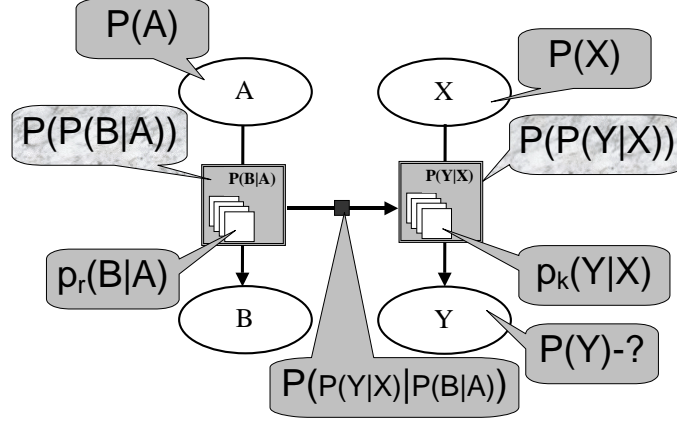 P(A)
P(X)
A
X
P(P(B|A))
P(P(Y|X))
P(B|A)
P(Y|X)
pr(B|A)
pk(Y|X)
B
Y
P(Y)-?
P(P(Y|X)|P(B|A))